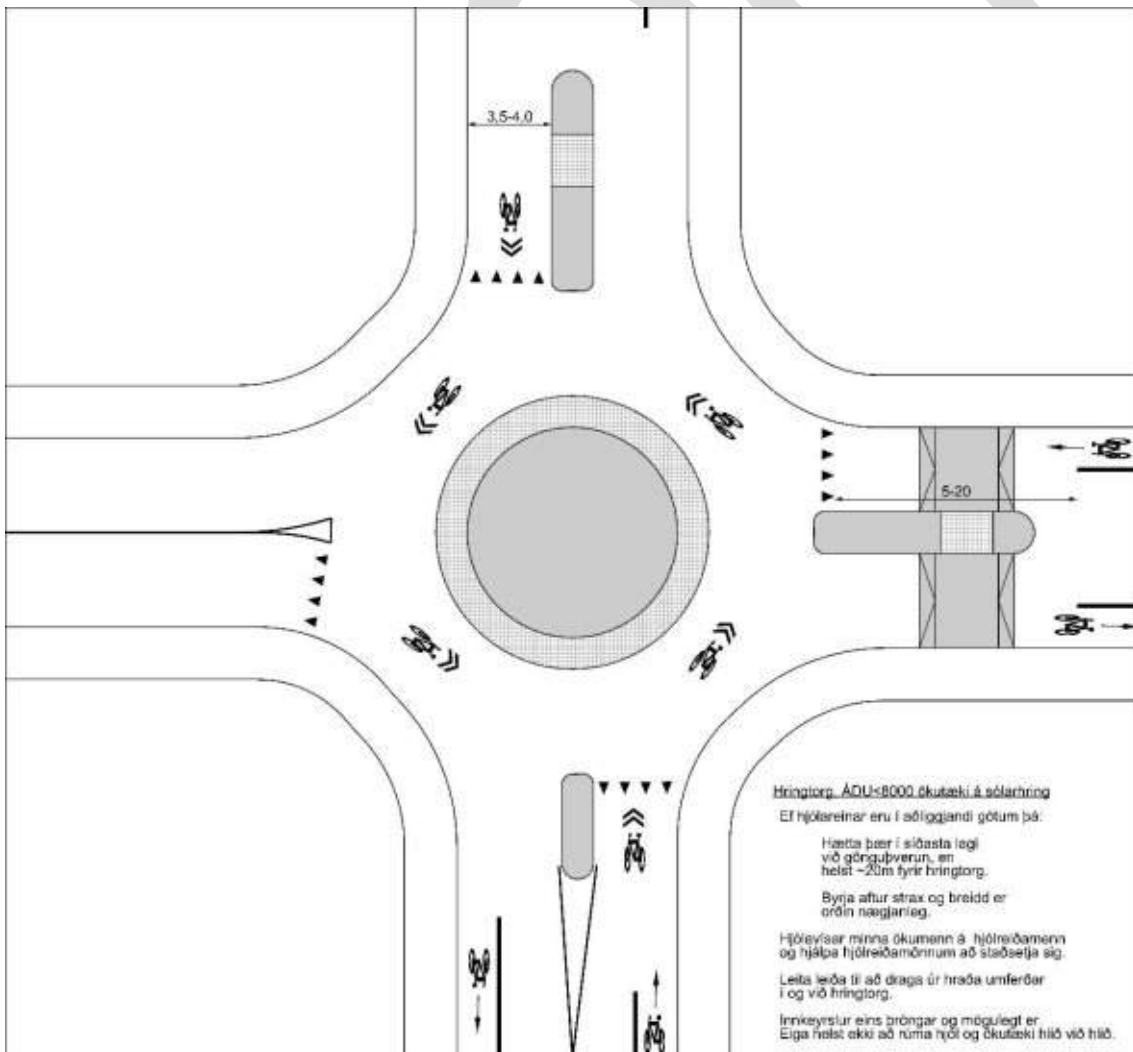 3,5-4,0
5-20
Hringtorg. ÁDU<8000 ökutæki á sólarhring
Ef hjólareinar eru í aðliggjandi götum þá:
Hætta þær í síðasta lagi
við gönguþverun, en
helst ~20m fyrir hringtorg.
Byrja aftur strax og breidd er
orðin nægjanleg.
Hjólavísar minna ökumenn á hjólreiðamenn
og hjálpa hjólreiðamönnum að staðsetja sig.
Leita leiða til að draga úr hraða umferðar
í og við hringtorg.
Innkeyrslur eins þröngar og mögulegt er
Eiga helst ekki að rúma hjól og ökutæki hlið við hlið.